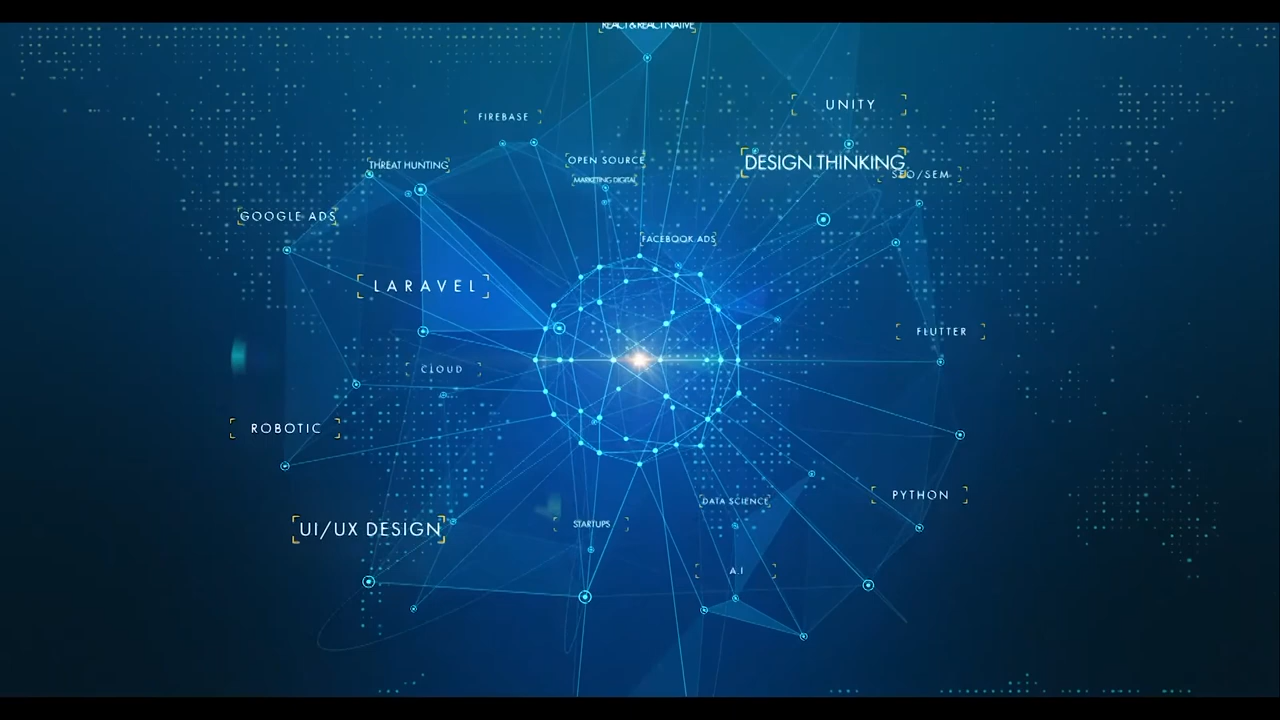 REACT & REACT NATIVE
UNITY
FIREBASE
OPEN SOURCE
DESIGN THINKING
THREAT HUNTING
SEO/SEM
MARKETING DIGITAL
GOOGLE ADS
FACEBOOK ADS
LARAVEL
FLUTTER
CLOUD
ROBOTIC
PYTHON
DATA SCIENCE
STARTUPS
UI/UX DESIGN
A.I